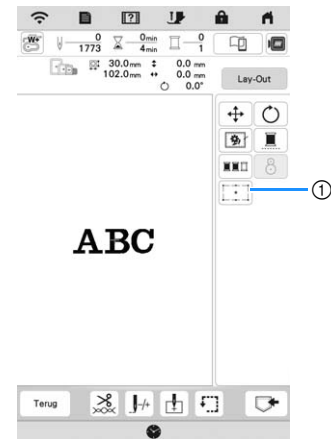 W+
0
1773
0min
4min
0
1
30.0mm
102.0mm
0.0 mm
0.0 mm
0.0°
Lay-Out
1
ABC
Terug